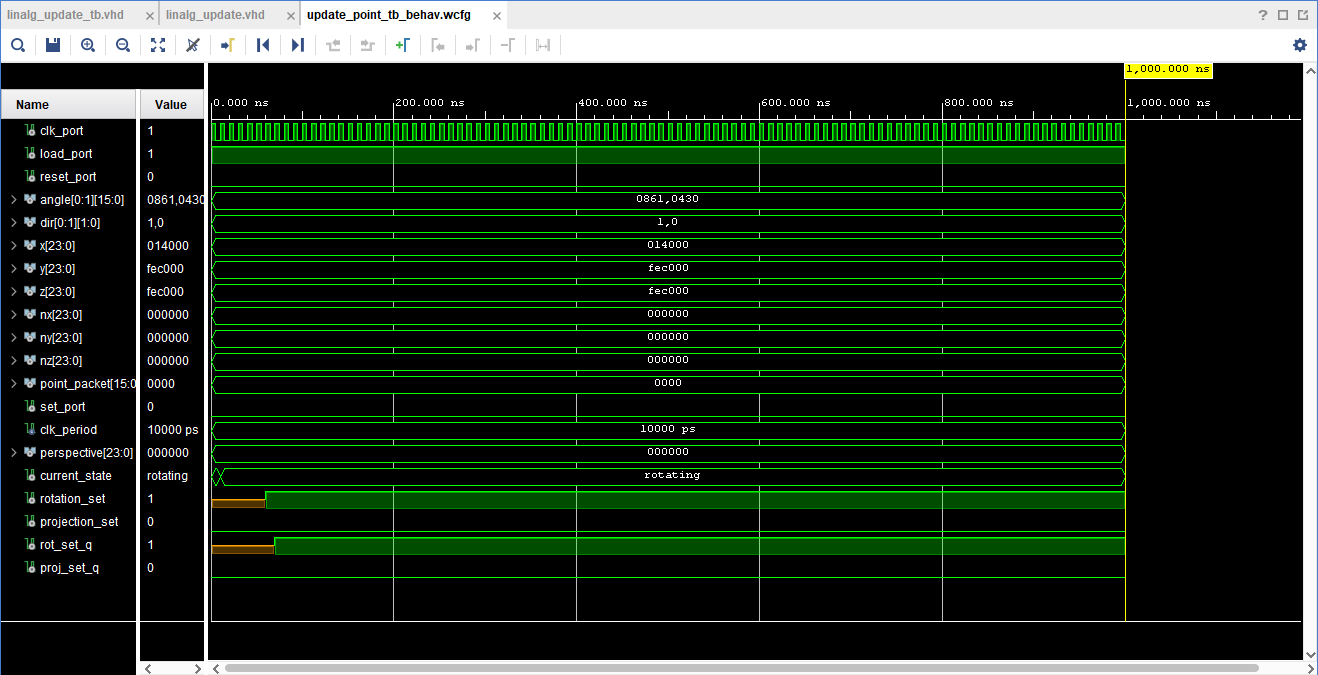 linalg_update_tb.vhd linalg_update.vhd update_point_tb_behav.wcfg
1,000.000 ns
Name Value 0.000 ns 200.000 ns 400.000 ns 600.000 ns 800.000 ns 1,000.000 ns
clk_port 1
load_port 1
reset_port 0
angle[0:1][15:0] 0861,0430 0861,0430
dir[0:1][1:0] 1,0 1,0
x[23:0] 014000 014000
y[23:0] fec000 fec000
z[23:0] fec000 fec000
nx[23:0] 000000 000000
ny[23:0] 000000 000000
nz[23:0] 000000 000000
point_packet[15:0 0000 0000
set_port 0
clk_period 10000 ps 10000 ps
perspective[23:0] 000000 000000
current_state rotating rotating
rotation_set 1
projection_set 0
rot_set_q 1
proj_set_q 0